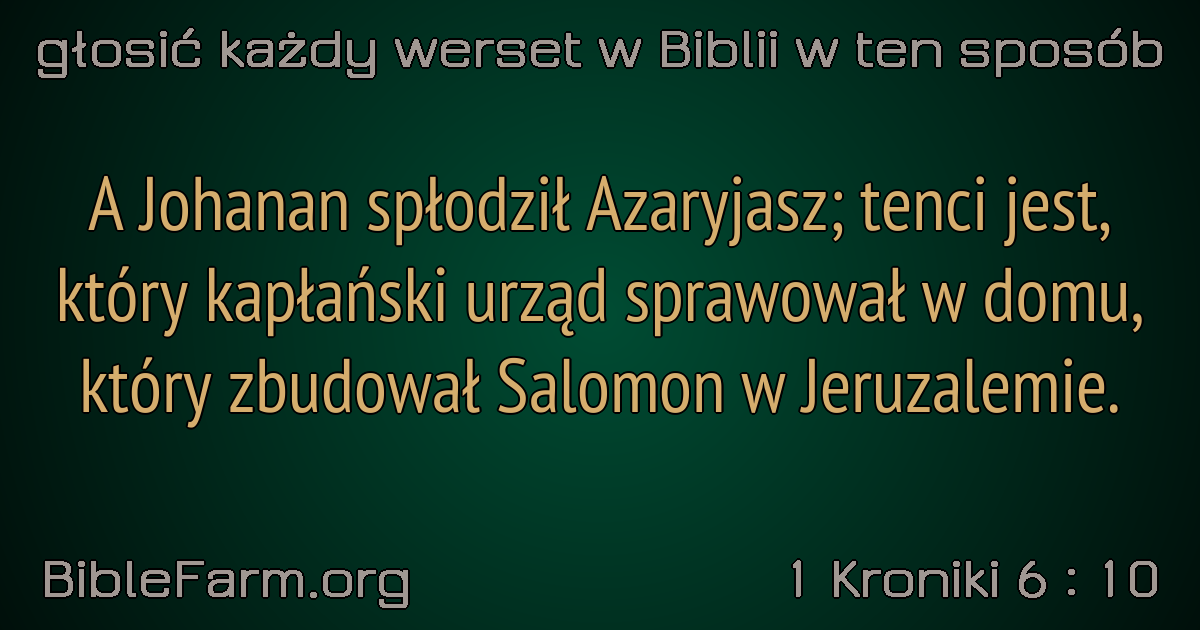 głosić każdy werset w Biblii w ten sposób
A Johanan spłodził Azaryjasz; tenci jest,
który kapłański urząd sprawował w domu,
który zbudował Salomon w Jeruzalemie.
BibleFarm.org
1 Kroniki 6 : 10